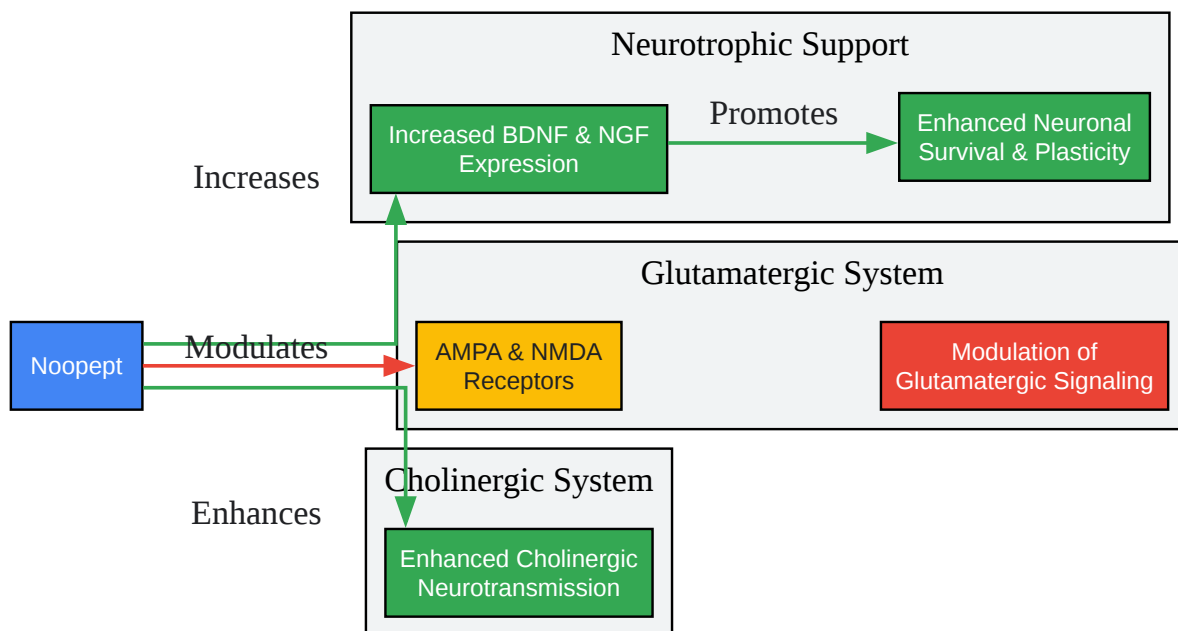 Neurotrophic Support
Increased BDNF & NGF
Expression
Promotes
Enhanced Neuronal
Survival & Plasticity
Increases
Glutamatergic System
Noopept
Modulates
AMPA & NMDA
Receptors
Modulation of
Glutamatergic Signaling
Cholinergic System
Enhances
Enhanced Cholinergic
Neurotransmission